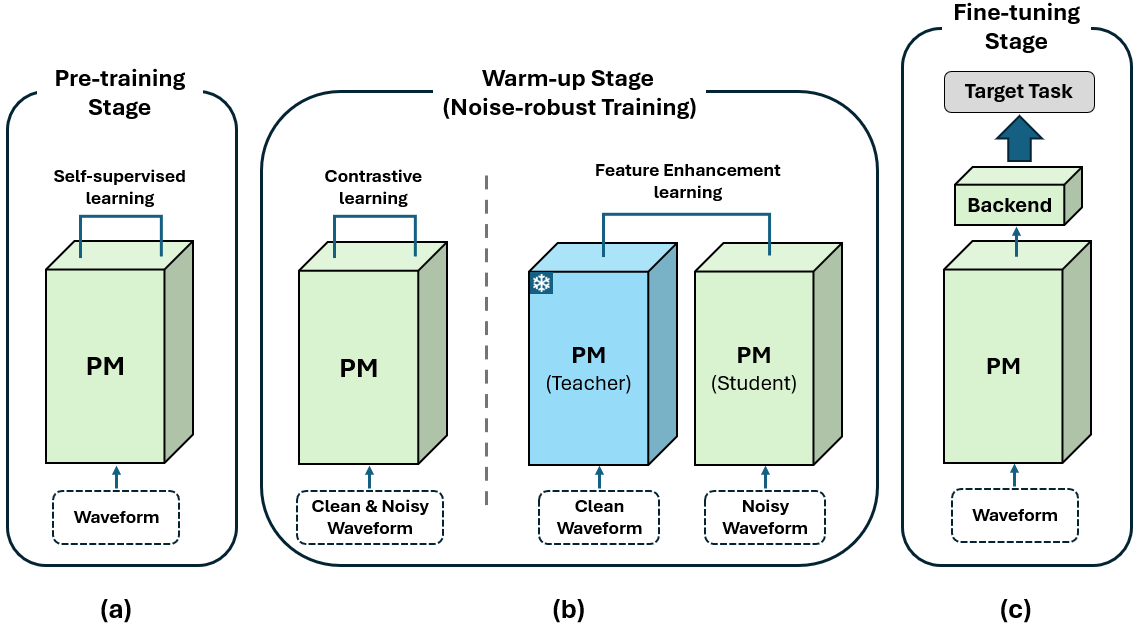 Pre-training
Stage
Self-supervised
learning
PM
Waveform
(a)
Warm-up Stage
(Noise-robust Training)
Contrastive
learning
PM
Clean & Noisy
Waveform
Feature Enhancement
learning
PM
(Teacher)
Clean
Waveform
PM
(Student)
Noisy
Waveform
(b)
Fine-tuning
Stage
Target Task
Backend
PM
Waveform
(c)